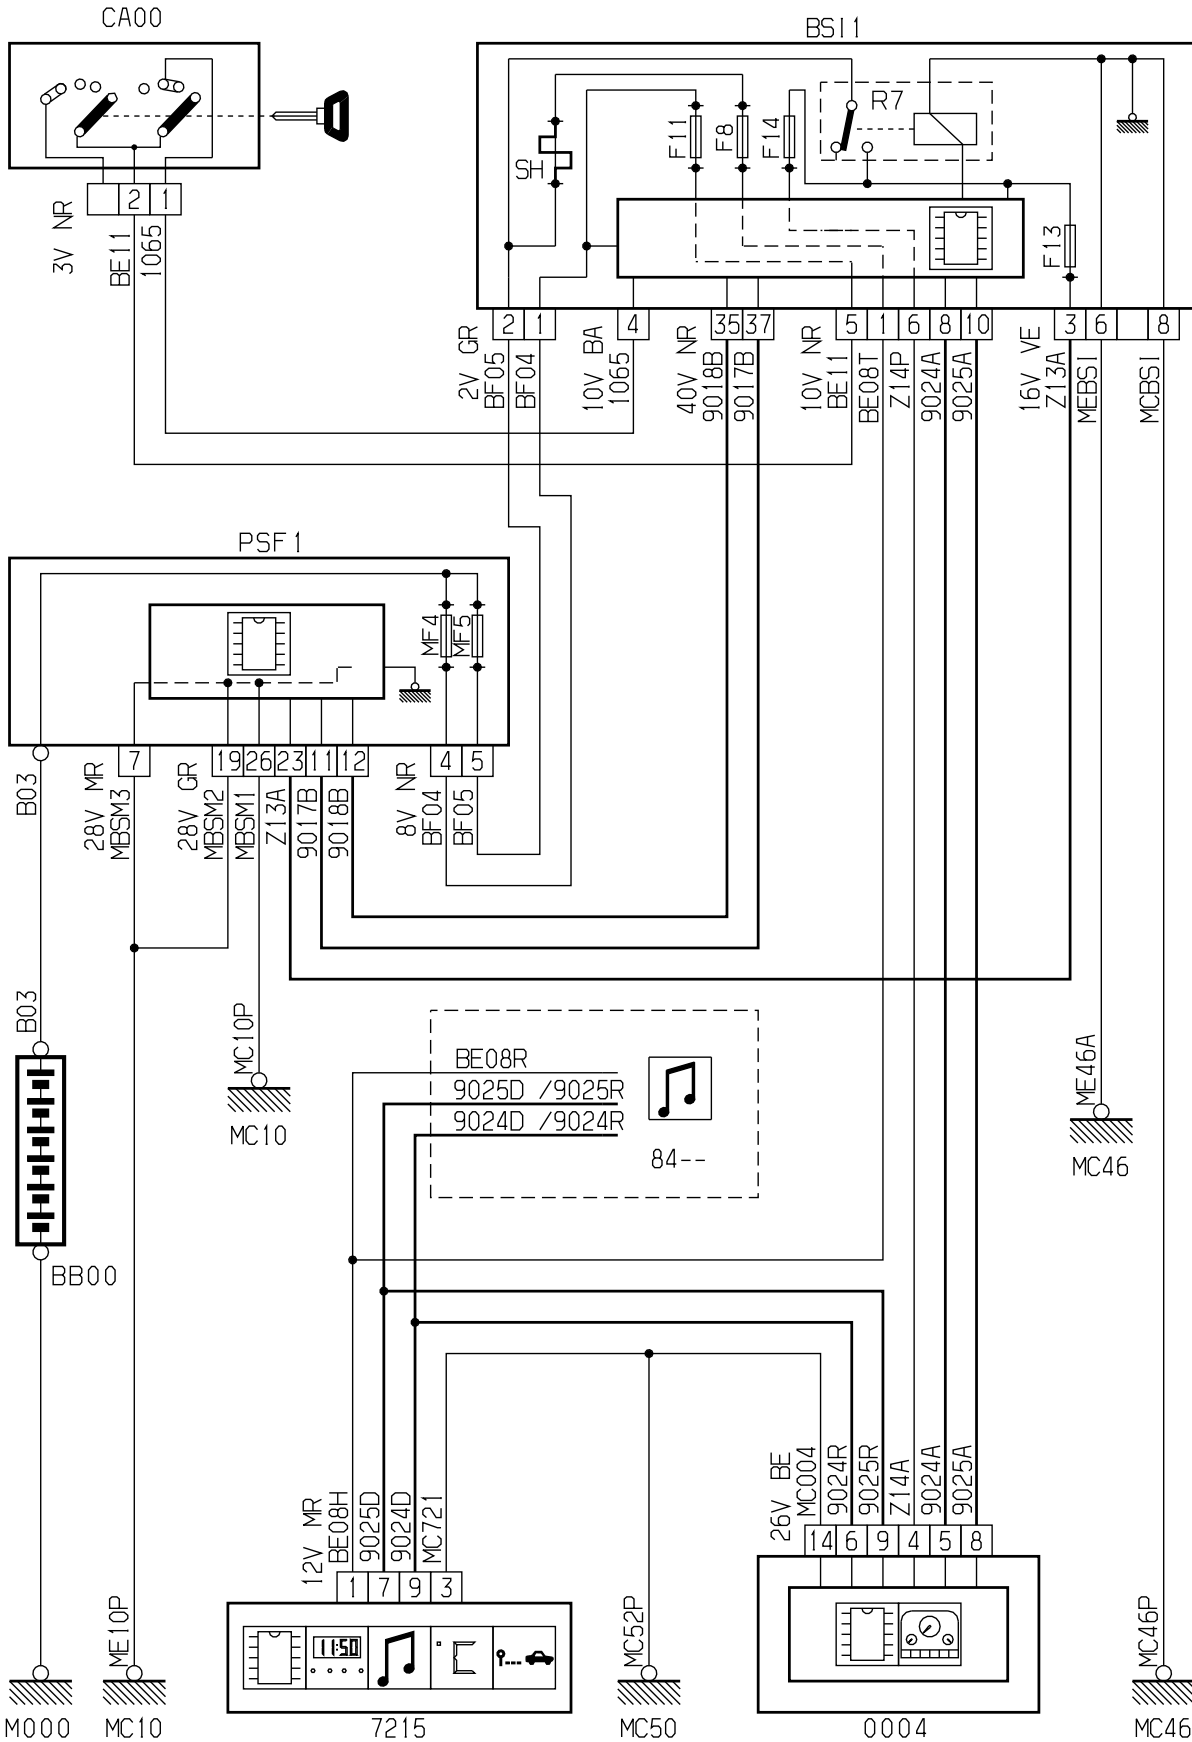 CA00
BSI1
R7
F11
F8
F14
SH
F13
2
1
3V NR
BE11
1065
2
1
4
35
37
5
1
6
8
10
3
6
8
2V GR
BF05
BF04
10V BA
1065
40V NR
9018B
9017B
10V NR
BE11
BE08T
Z14P
9024A
9025A
16V VE
Z13A
MEBSI
MCBSI
PSF1
MF4
MF5
7
19
26
23
11
12
4
5
B03
28V MR
MBSM3
28V GR
MBSM2
MBSM1
Z13A
9017B
9018B
8V NR
BF04
BF05
B03
MC10P
MC10
BE08R
9025D /9025R
9024D /9024R
84--
ME46A
MC46
BB00
12V MR
BE08H
9025D
9024D
MC721
26V BE
MC004
9024R
9025R
Z14A
9024A
9025A
14
6
9
4
5
8
1
7
9
3
ME10P
MC52P
MC46P
11:50
°C
M000
MC10
7215
MC50
0004
MC46